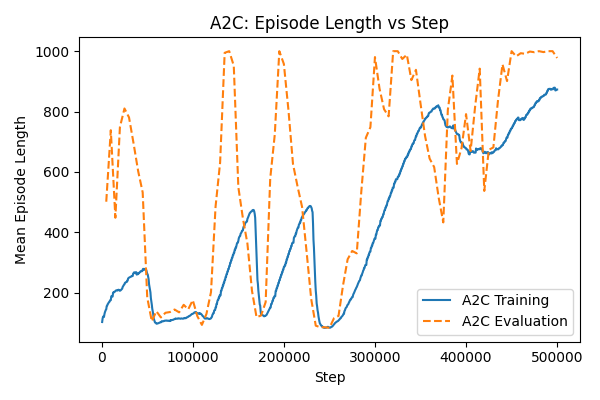 A2C: Episode Length vs Step
Mean Episode Length
1000
800
600
400
200
0
100000
200000
300000
400000
500000
Step
A2C Training
A2C Evaluation